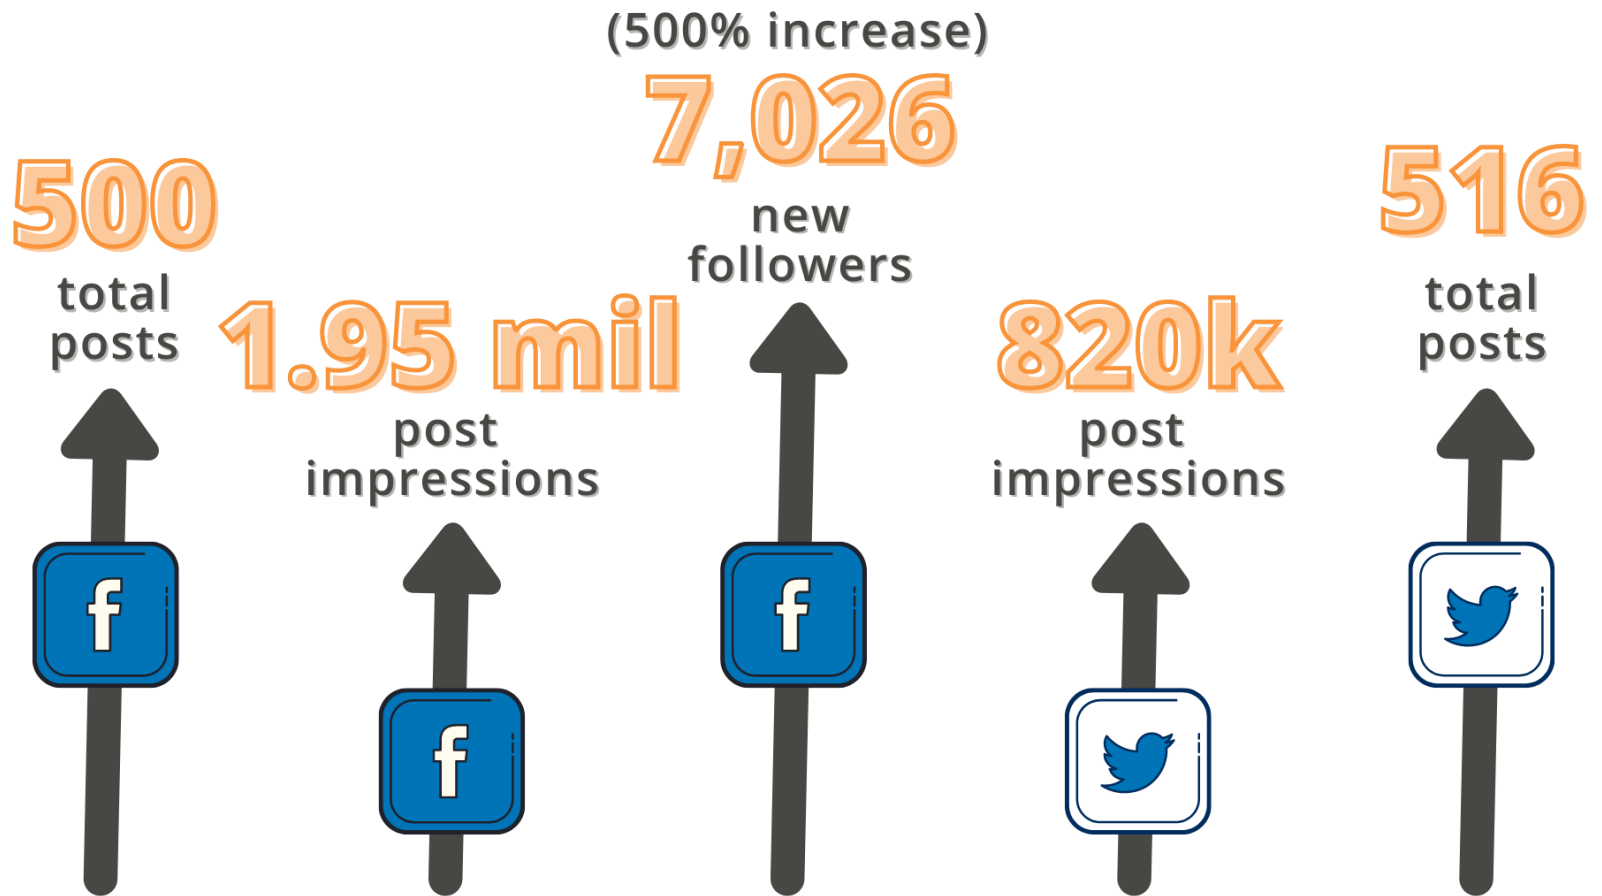 500
total
posts
1.95 mil
post
impressions
(500% increase)
7,026
new
followers
820k
post
impressions
516
total
posts